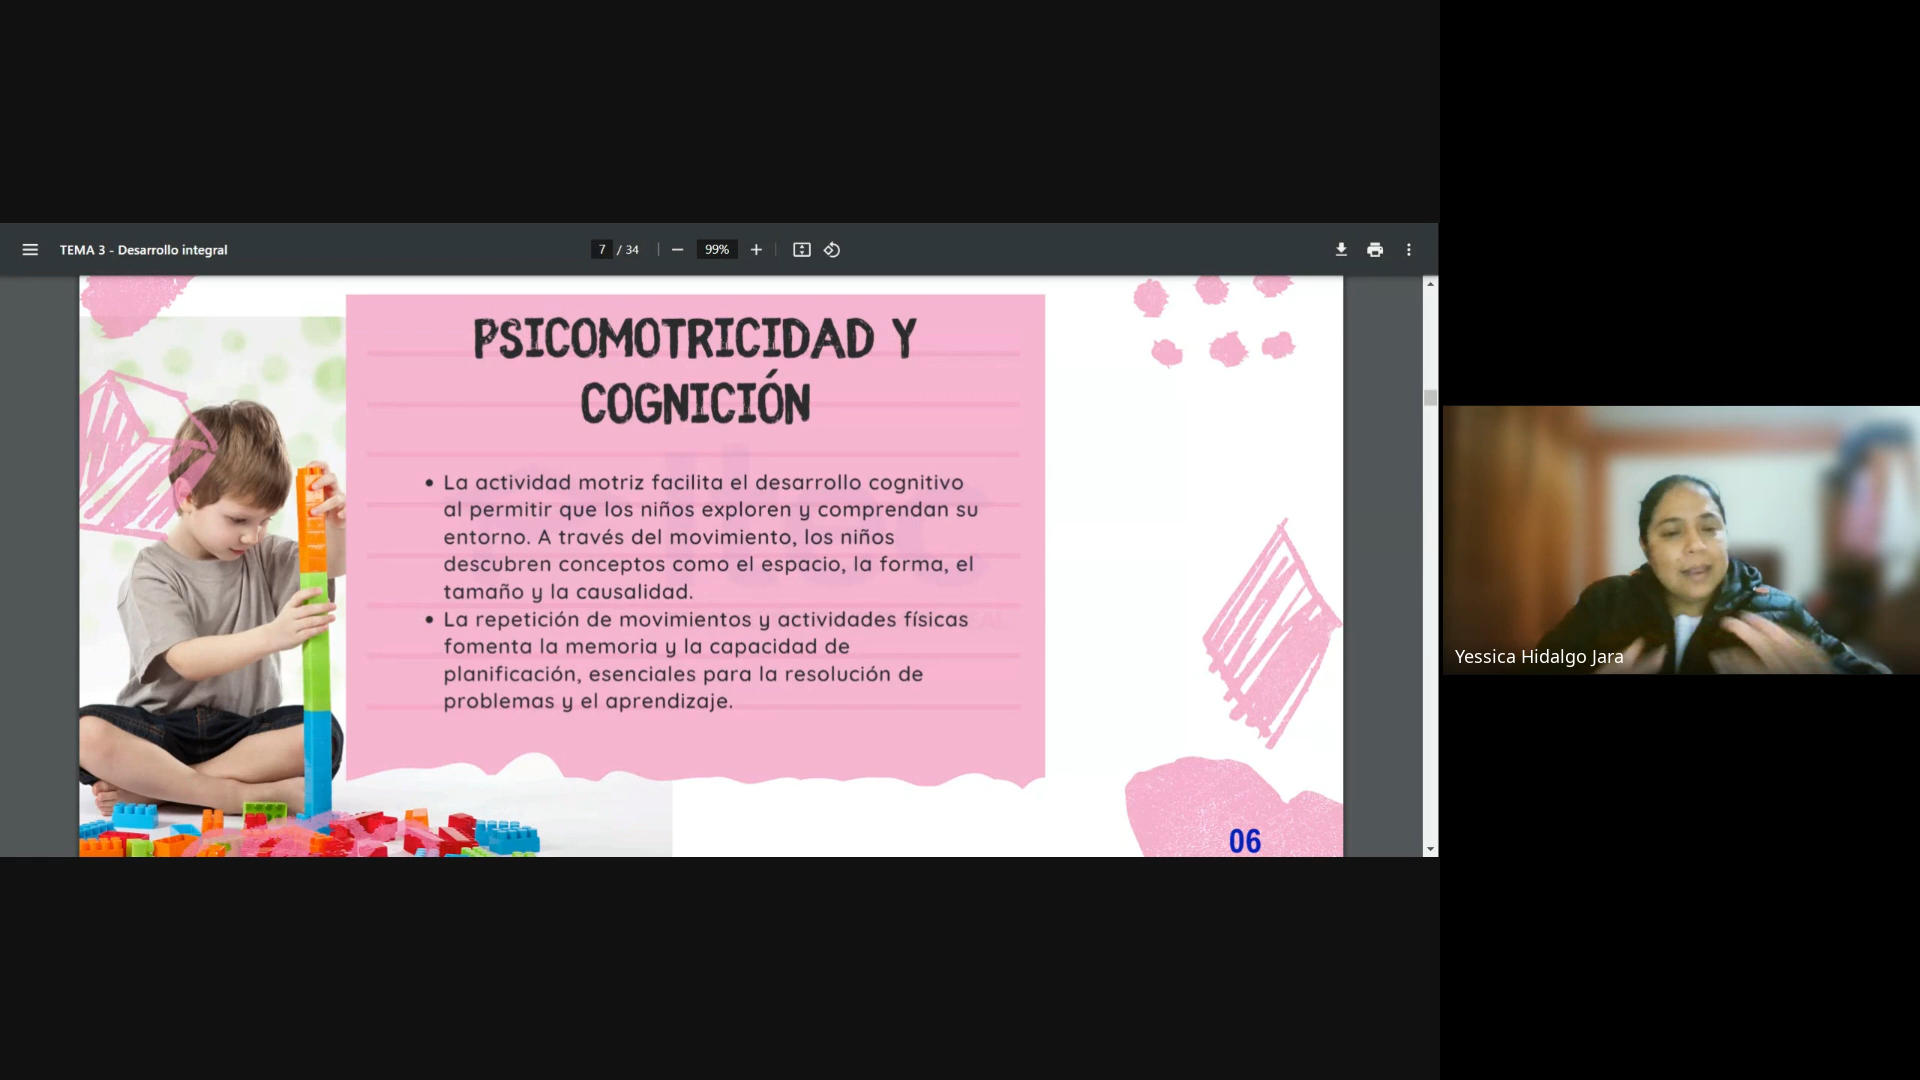 TEMA 3 - Desarrollo integral
7 / 34
99%
PSICOMOTRICIDAD Y
COGNICIÓN
• La actividad motriz facilita el desarrollo cognitivo
al permitir que los niños exploren y comprendan su
entorno. A través del movimiento, los niños
descubren conceptos como el espacio, la forma, el
tamaño y la causalidad.
• La repetición de movimientos y actividades físicas
fomenta la memoria y la capacidad de
planificación, esenciales para la resolución de
problemas y el aprendizaje.
06
Yessica Hidalgo Jara